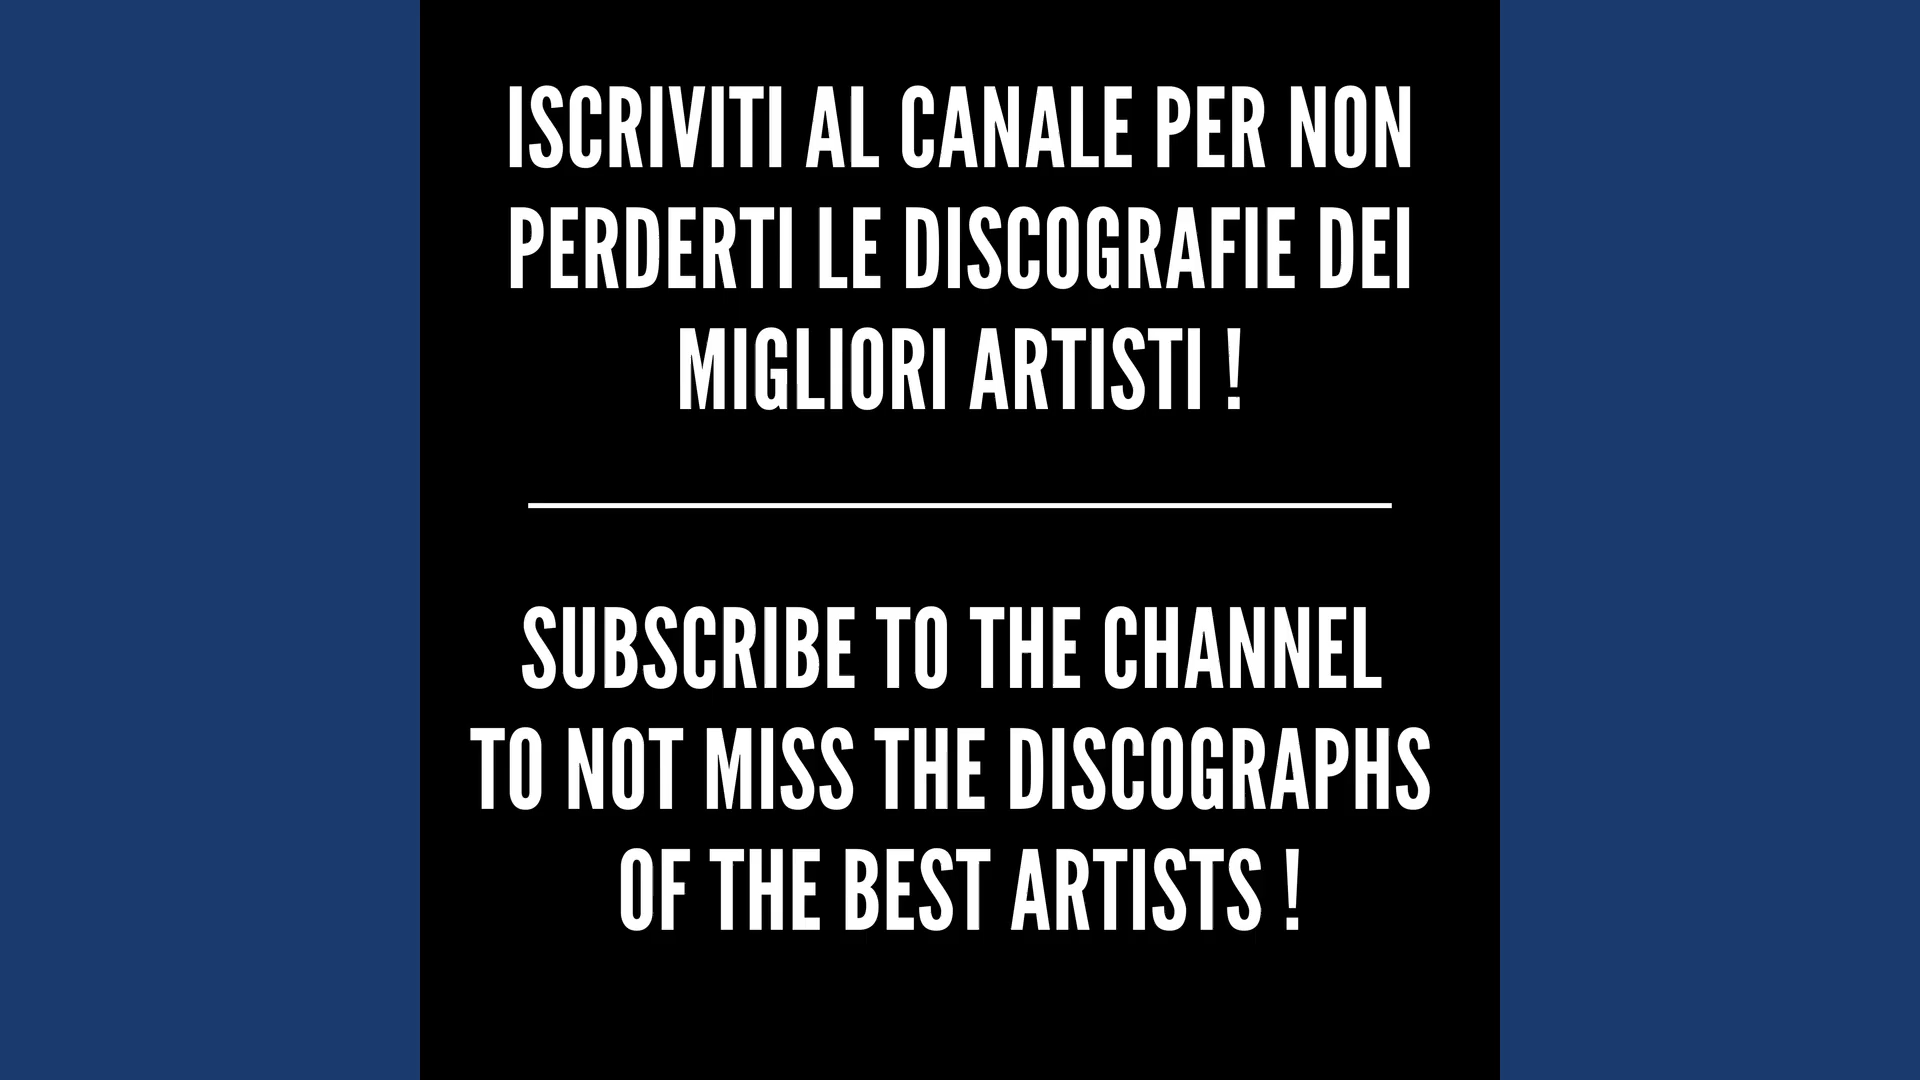 ISCRIVITI AL CANALE PER NON
PERDERTI LE DISCOGRAFIE DEI
MIGLIORI ARTISTI !
SUBSCRIBE TO THE CHANNEL
TO NOT MISS THE DISCOGRAPHS
OF THE BEST ARTISTS !